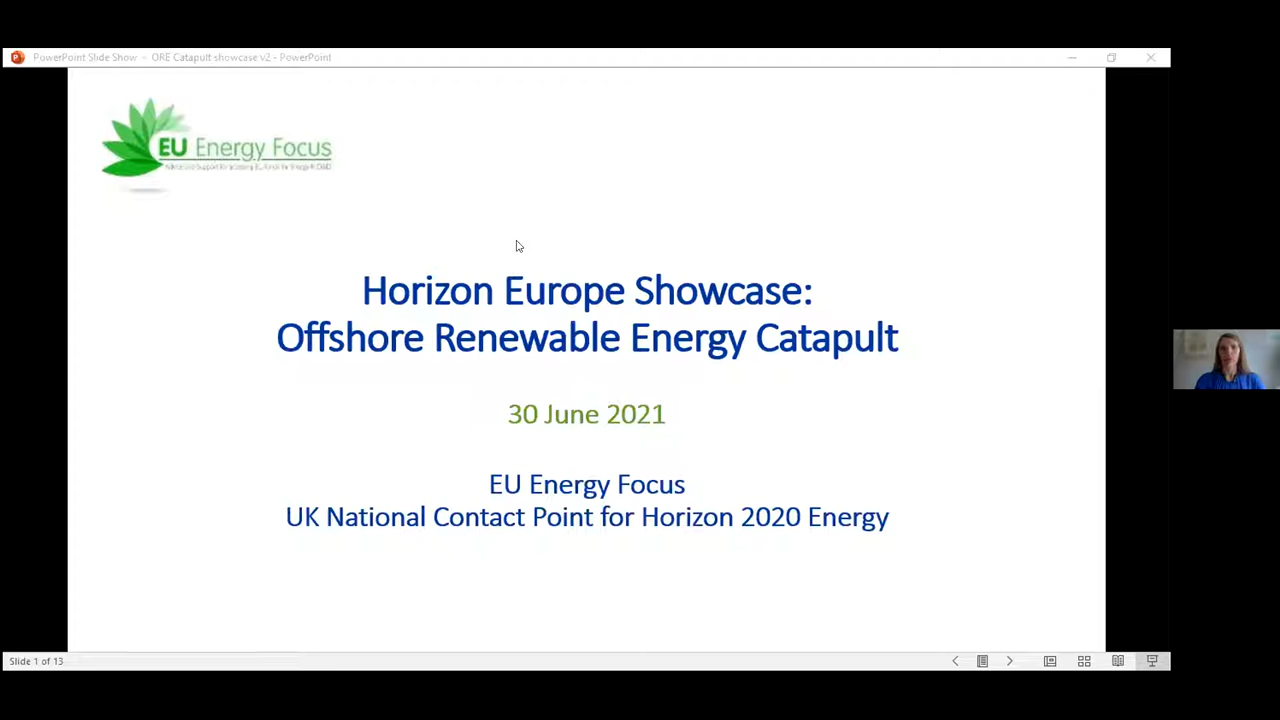 PowerPoint Slide Show - ORE Catapult showcase v2 - PowerPoint
EU Energy Focus
Horizon Europe Showcase:
Offshore Renewable Energy Catapult
30 June 2021
EU Energy Focus
UK National Contact Point for Horizon 2020 Energy
Slide 1 of 13